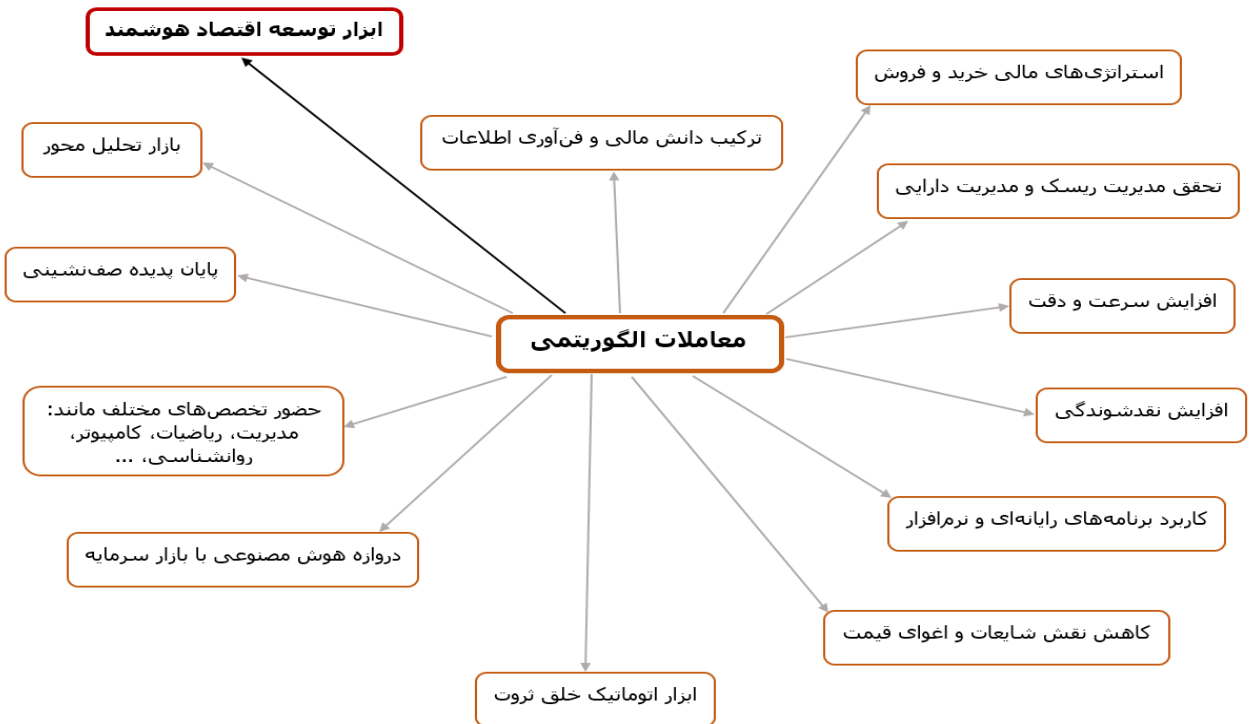 ابزار توسعه اقتصاد هوشمند
استراتژی‌های مالی خرید و فروش
ترکیب دانش مالی و فن‌آوری اطلاعات
بازار تحلیل محور
تحقق مدیریت ریسک و مدیریت دارایی
پایان پدیده صف‌نشینی
افزایش سرعت و دقت
معاملات الگوریتمی
افزایش نقدشوندگی
حضور تخصص‌های مختلف مانند:
مدیریت، ریاضیات، کامپیوتر،
روانشناسی، ...
کاربرد برنامه‌های رایانه‌ای و نرم‌افزار
دروازه هوش مصنوعی با بازار سرمایه
کاهش نقش شایعات و اغوای قیمت
ابزار اتوماتیک خلق ثروت